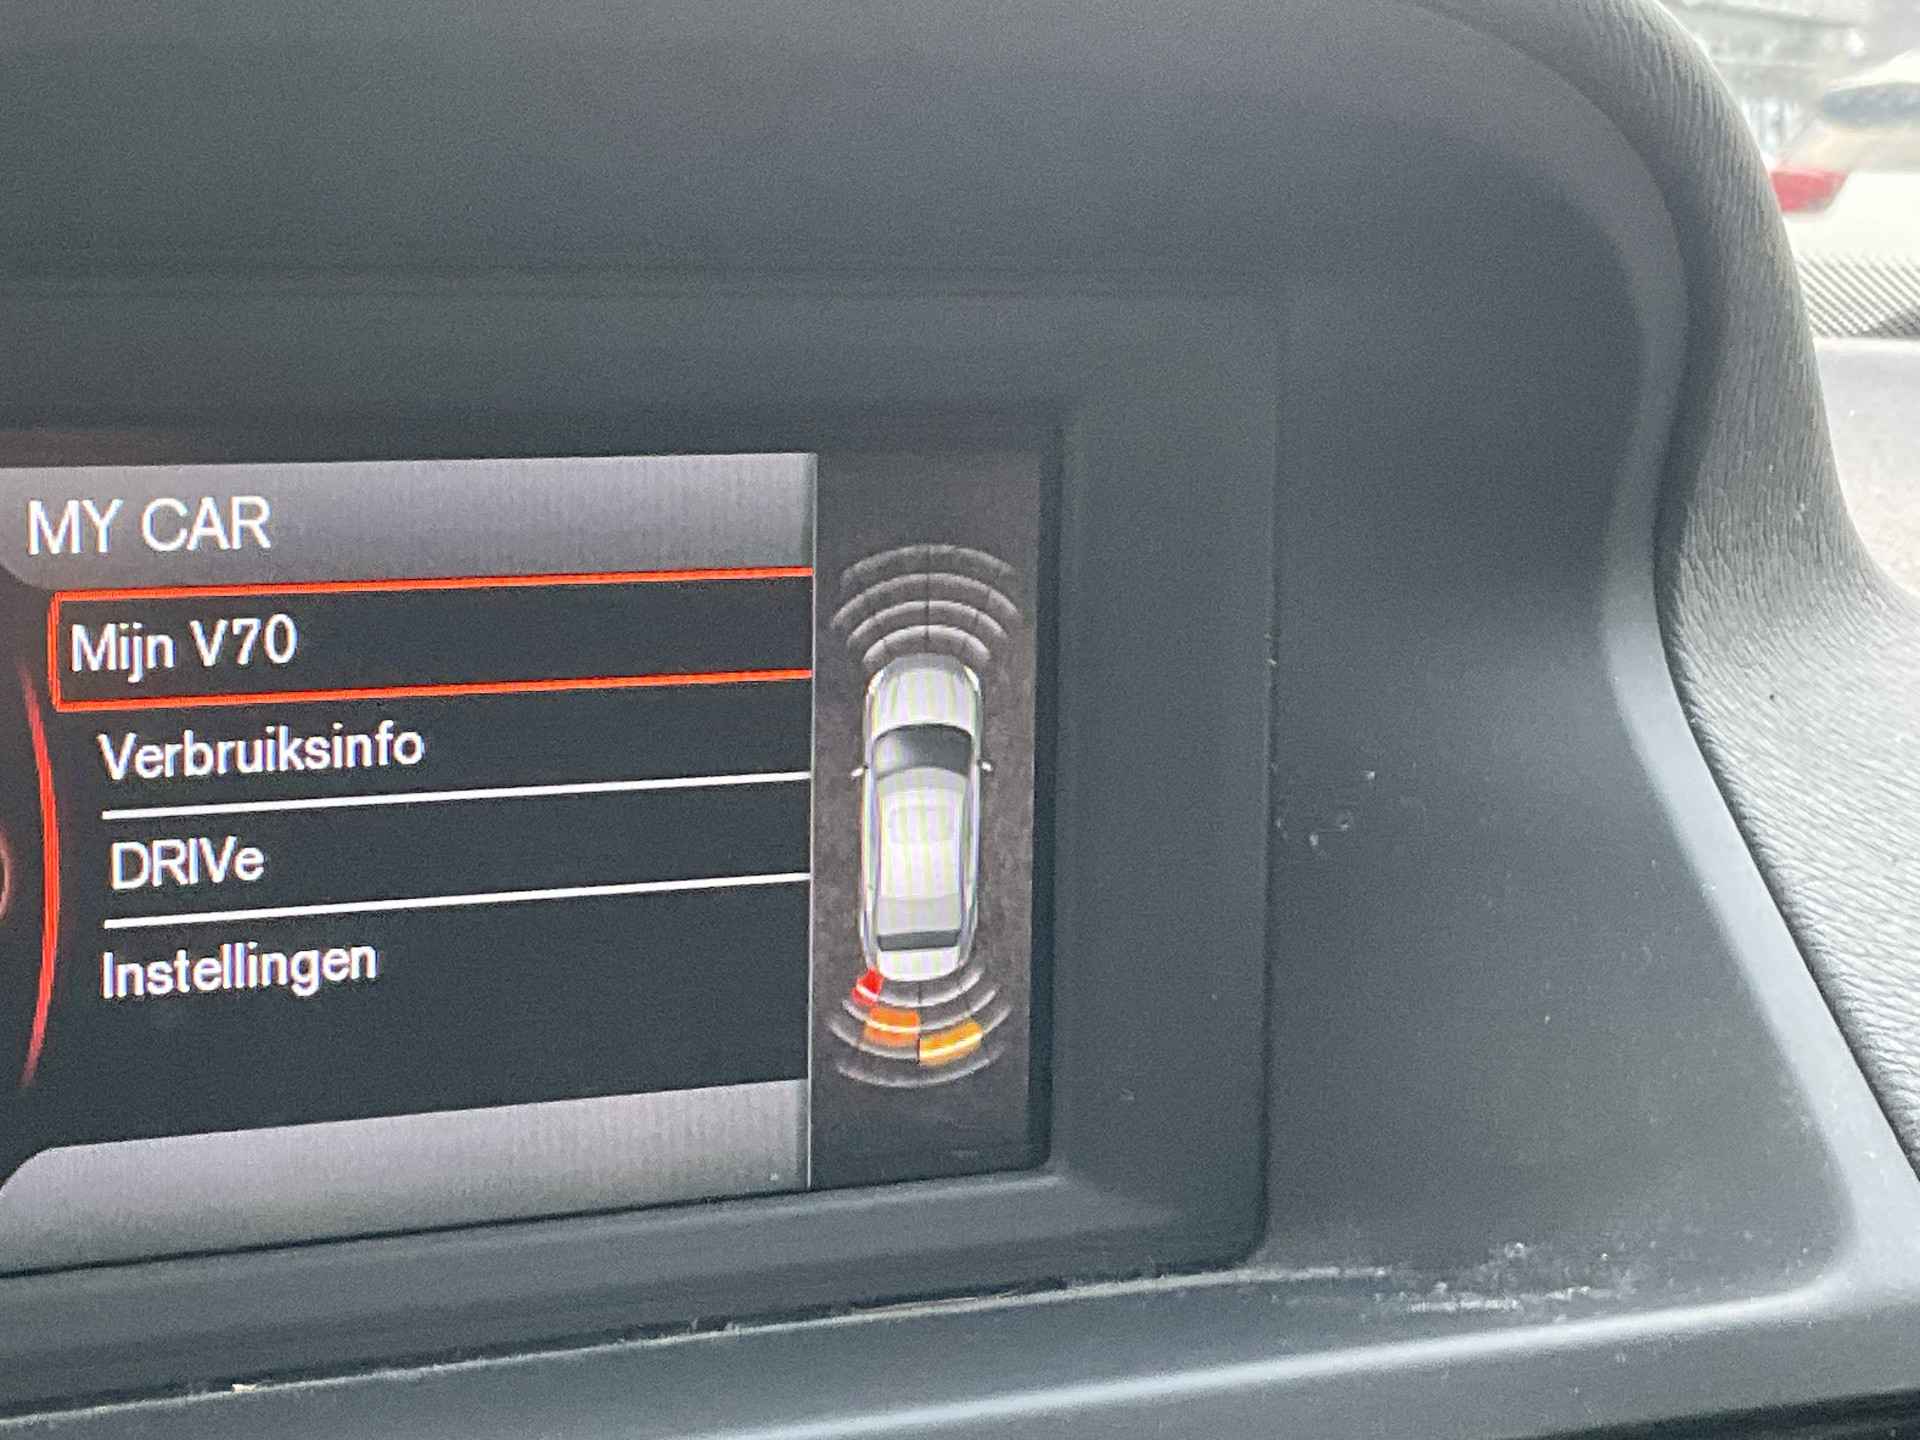 MY CAR
Mijn V70
Verbruiksinfo
DRIVe
Instellingen